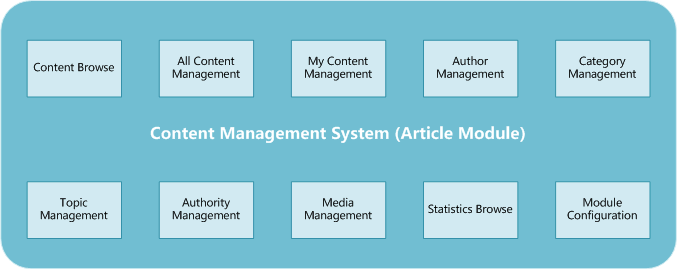 Content Browse
All Content
Management
My Content
Management
Author
Management
Category
Management
Content Management System (Article Module)
Topic
Management
Authority
Management
Media
Management
Statistics Browse
Module
Configuration